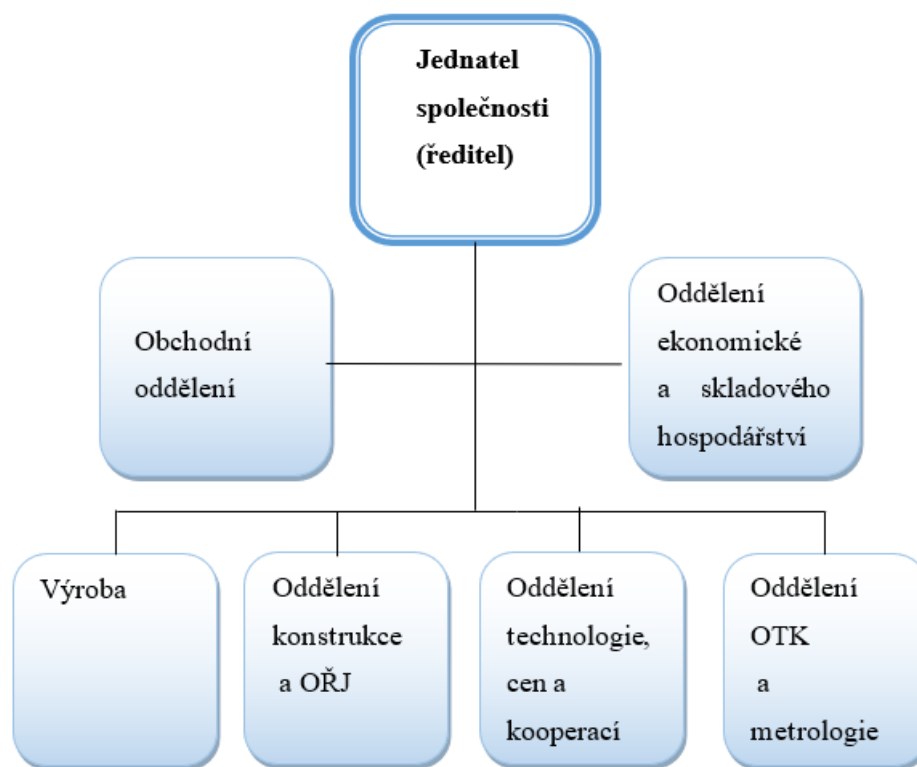 Jednatel
společnosti
(ředitel)
Obchodní
oddělení
Oddělení
ekonomické
a skladového
hospodářství
Výroba
Oddělení
konstrukce
a OŘJ
Oddělení
technologie,
cen a
kooperací
Oddělení
OTK
a
metrologie